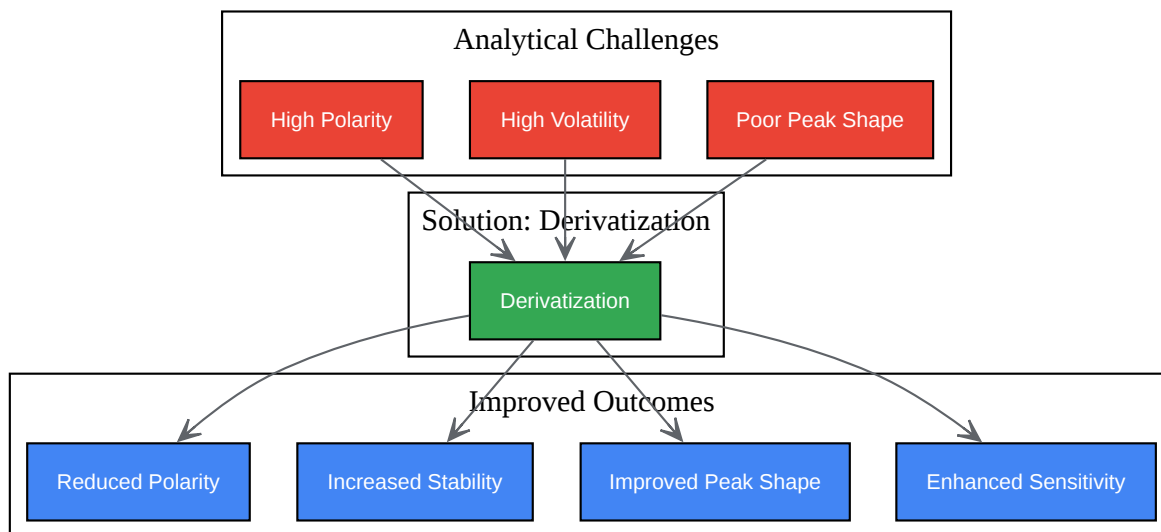 Analytical Challenges
High Polarity
High Volatility
Poor Peak Shape
Solution: Derivatization
Derivatization
Improved Outcomes
Reduced Polarity
Increased Stability
Improved Peak Shape
Enhanced Sensitivity